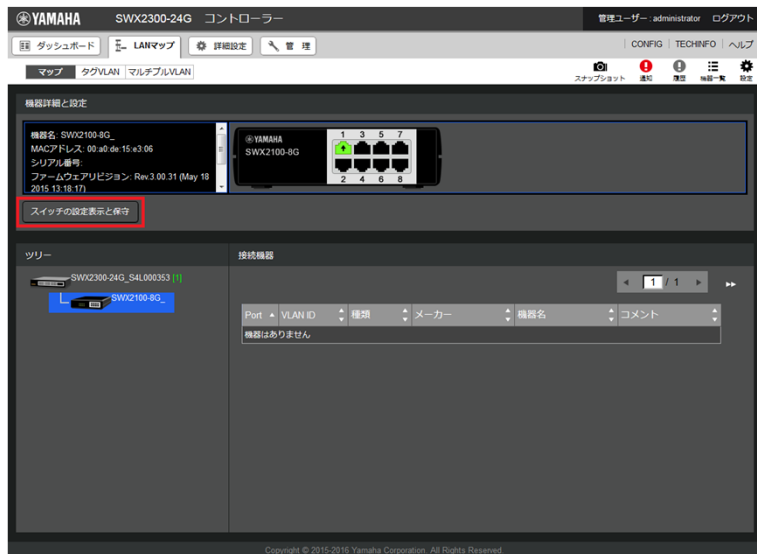 YAMAHA SWX2300-24G コントローラー 管理ユーザー : administrator ログアウト
ダッシュボード LANマップ 詳細設定 管 理 CONFIG TECHINFO ヘルプ
マップ タグVLAN マルチプルVLAN スナップショット 通知 履歴 機器一覧 設定
機器詳細と設定
機器名: SWX2100-8G_
MACアドレス: 00:a0:de:15:e3:06
シリアル番号:
ファームウェアリビジョン: Rev.3.00.31 (May 18
2015 13:18:17)
YAMAHA
SWX2100-8G
1 3 5 7
2 4 6 8
スイッチの設定表示と保守
ツリー
SWX2300-24G_S4L000353 [1]
SWX2100-8G_
接続機器
1 / 1
Port VLAN ID 種類 メーカー 機器名 コメント
機器はありません
Copyright © 2015-2016 Yamaha Corporation. All Rights Reserved.